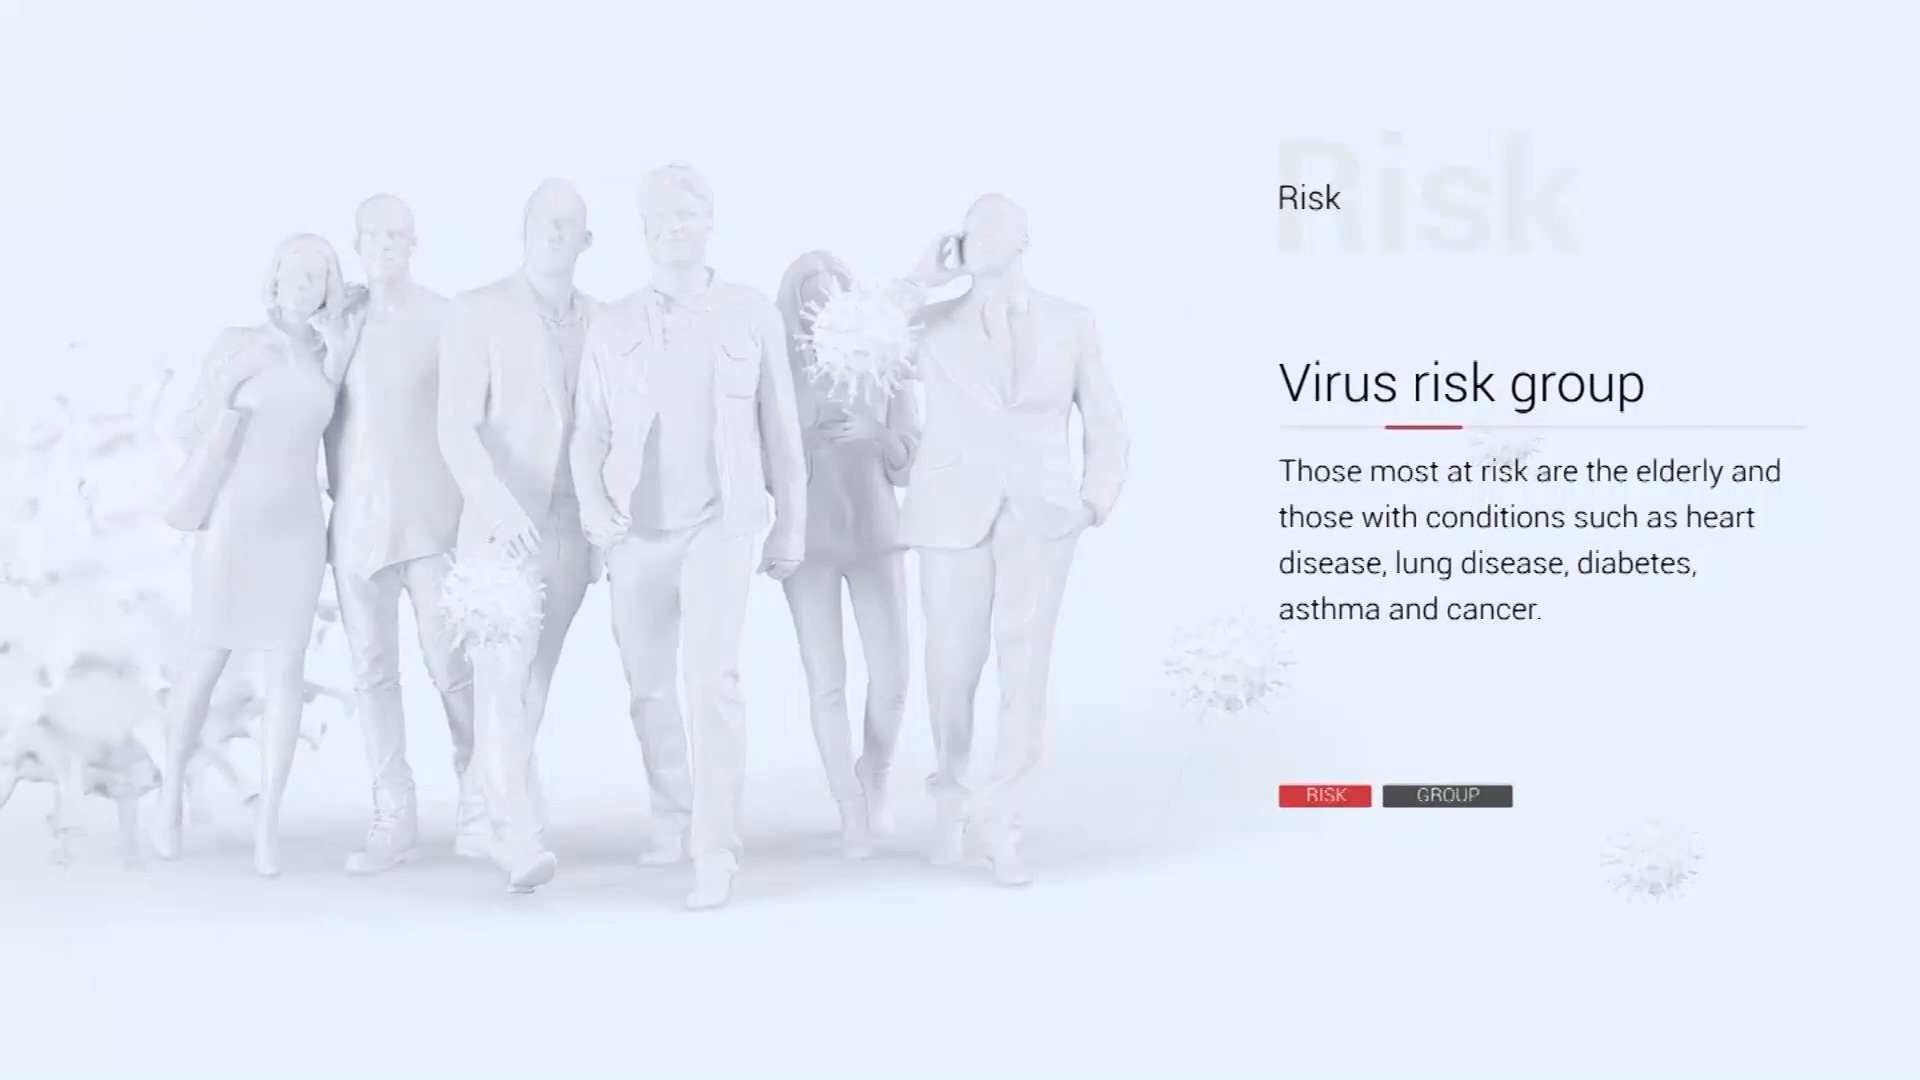 Risk
Risk
Virus risk group
Those most at risk are the elderly and
those with conditions such as heart
disease, lung disease, diabetes,
asthma and cancer.
RISK GROUP